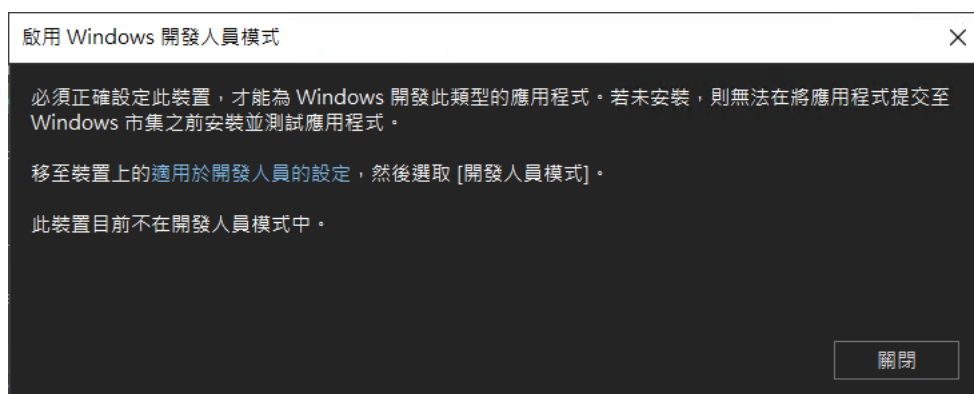 啟用 Windows 開發人員模式
必須正確設定此裝置,才能為 Windows 開發此類型的應用程式。若未安裝,則無法在將應用程式提交至
Windows 市集之前安裝並測試應用程式。
移至裝置上的適用於開發人員的設定,然後選取 [開發人員模式]。
此裝置目前不在開發人員模式中。
關閉